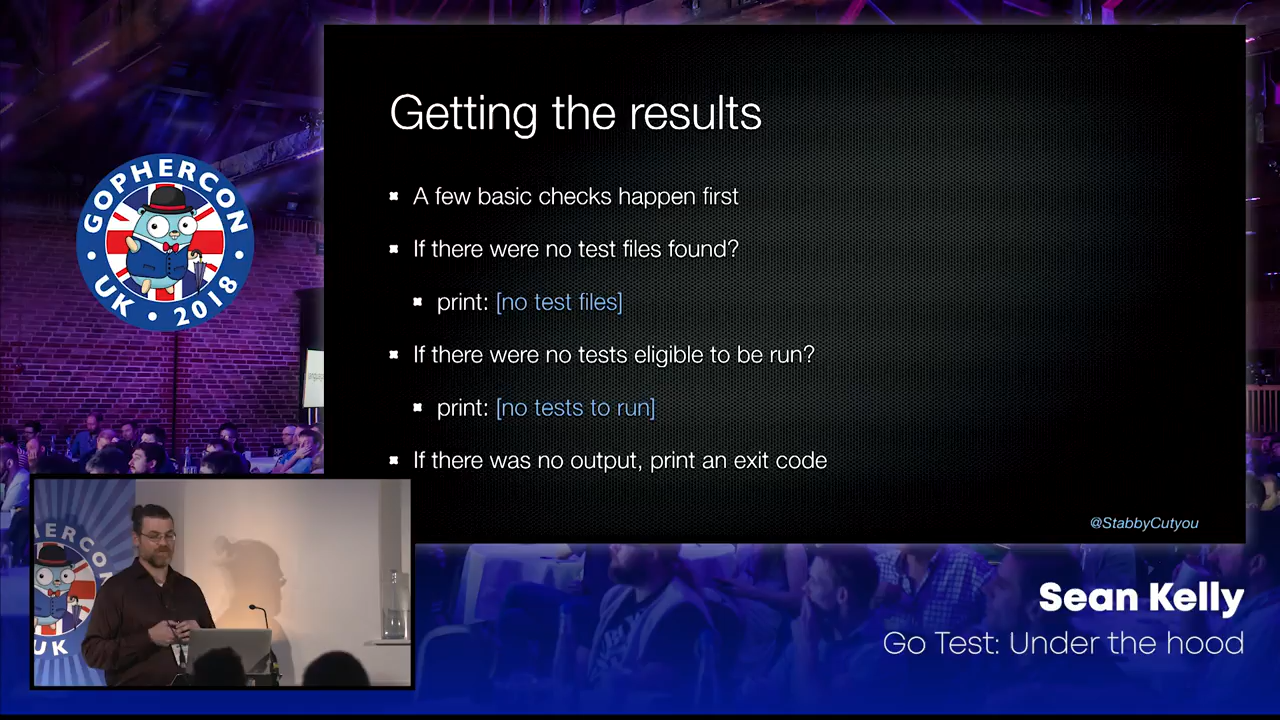 GOPHERCON
UK • 2018
Getting the results
A few basic checks happen first
If there were no test files found?
print: [no test files]
If there were no tests eligible to be run?
print: [no tests to run]
If there was no output, print an exit code
@StabbyCutyou
GOPHERCON
UK
Sean Kelly
Go Test: Under the hood